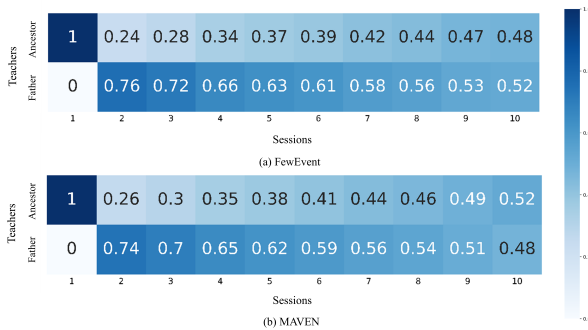 Teachers
Ancestor 1 0.24 0.28 0.34 0.37 0.39 0.42 0.44 0.47 0.48
Father 0 0.76 0.72 0.66 0.63 0.61 0.58 0.56 0.53 0.52
1 2 3 4 5 6 7 8 9 10
Sessions
(a) FewEvent
Teachers
Ancestor 1 0.26 0.3 0.35 0.38 0.41 0.44 0.46 0.49 0.52
Father 0 0.74 0.7 0.65 0.62 0.59 0.56 0.54 0.51 0.48
1 2 3 4 5 6 7 8 9 10
Sessions
(b) MAVEN